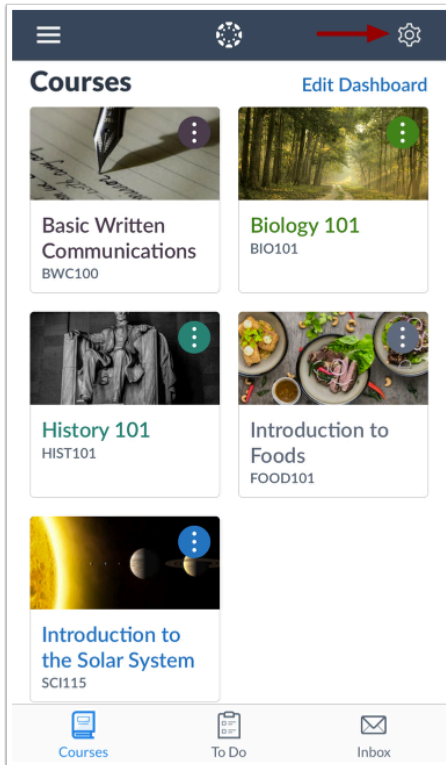 Courses
Edit Dashboard
Basic Written
Communications
BWC100
Biology 101
BIO101
History 101
HIST101
Introduction to
Foods
FOOD101
Introduction to
the Solar System
SCI115
Courses
To Do
Inbox